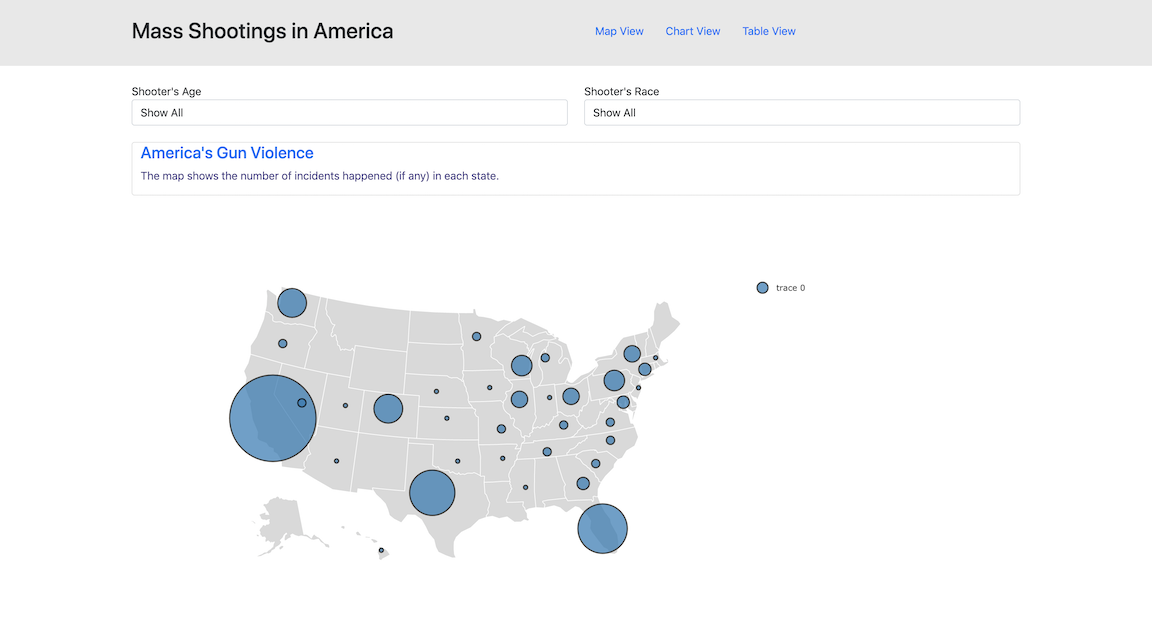 Mass Shootings in America
Map View
Chart View
Table View
Shooter's Age
Show All
Shooter's Race
Show All
America's Gun Violence
The map shows the number of incidents happened (if any) in each state.
trace 0